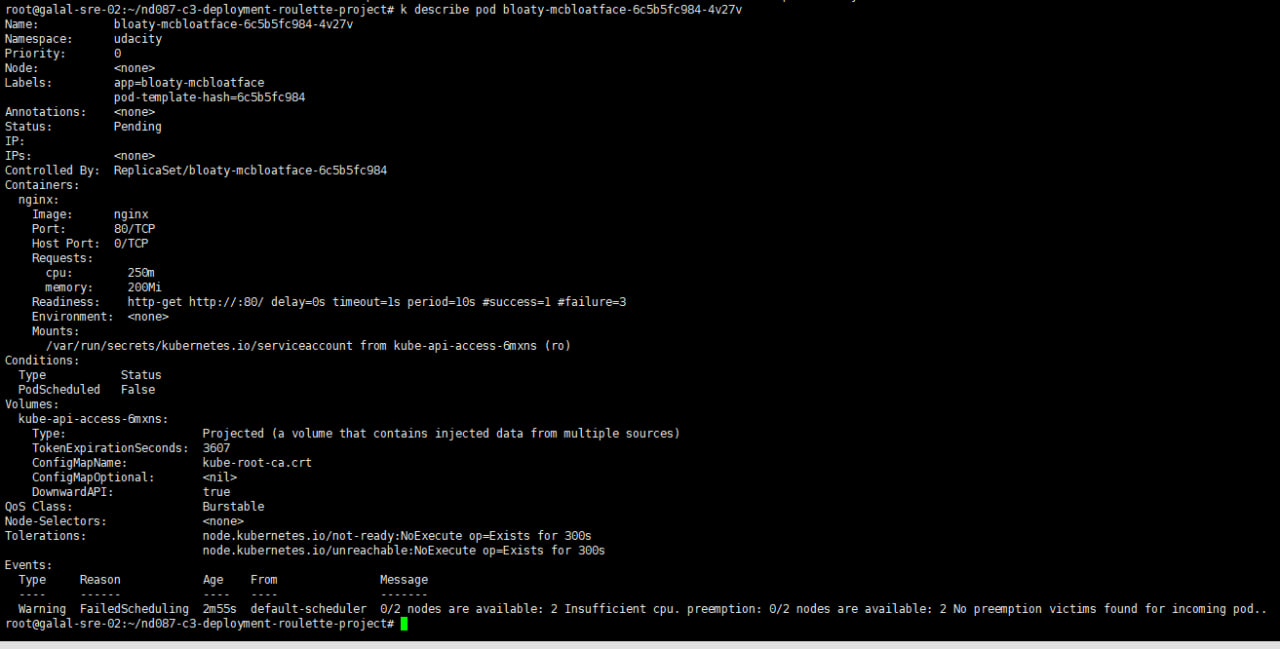 root@galal-sre-02:~/nd087-c3-deployment-roulette-project# k describe pod bloaty-mcbloatface-6c5b5fc984-4v27v
Name:             bloaty-mcbloatface-6c5b5fc984-4v27v
Namespace:        udacity
Priority:         0
Node:             <none>
Labels:           app=bloaty-mcbloatface
                  pod-template-hash=6c5b5fc984
Annotations:      <none>
Status:           Pending
IP:
IPs:              <none>
Controlled By:  ReplicaSet/bloaty-mcbloatface-6c5b5fc984
Containers:
  nginx:
    Image:      nginx
    Port:       80/TCP
    Host Port:  0/TCP
    Requests:
      cpu:        250m
      memory:     200Mi
    Readiness:    http-get http://:80/ delay=0s timeout=1s period=10s #success=1 #failure=3
    Environment:  <none>
    Mounts:
      /var/run/secrets/kubernetes.io/serviceaccount from kube-api-access-6mxns (ro)
Conditions:
  Type           Status
  PodScheduled   False
Volumes:
  kube-api-access-6mxns:
    Type:                    Projected (a volume that contains injected data from multiple sources)
    TokenExpirationSeconds:  3607
    ConfigMapName:           kube-root-ca.crt
    ConfigMapOptional:       <nil>
    DownwardAPI:             true
QoS Class:                   Burstable
Node-Selectors:              <none>
Tolerations:                 node.kubernetes.io/not-ready:NoExecute op=Exists for 300s
                             node.kubernetes.io/unreachable:NoExecute op=Exists for 300s
Events:
  Type     Reason            Age    From               Message
  ----     ------            ----   ----               -------
  Warning  FailedScheduling  2m55s  default-scheduler  0/2 nodes are available: 2 Insufficient cpu. preemption: 0/2 nodes are available: 2 No preemption victims found for incoming pod..
root@galal-sre-02:~/nd087-c3-deployment-roulette-project#